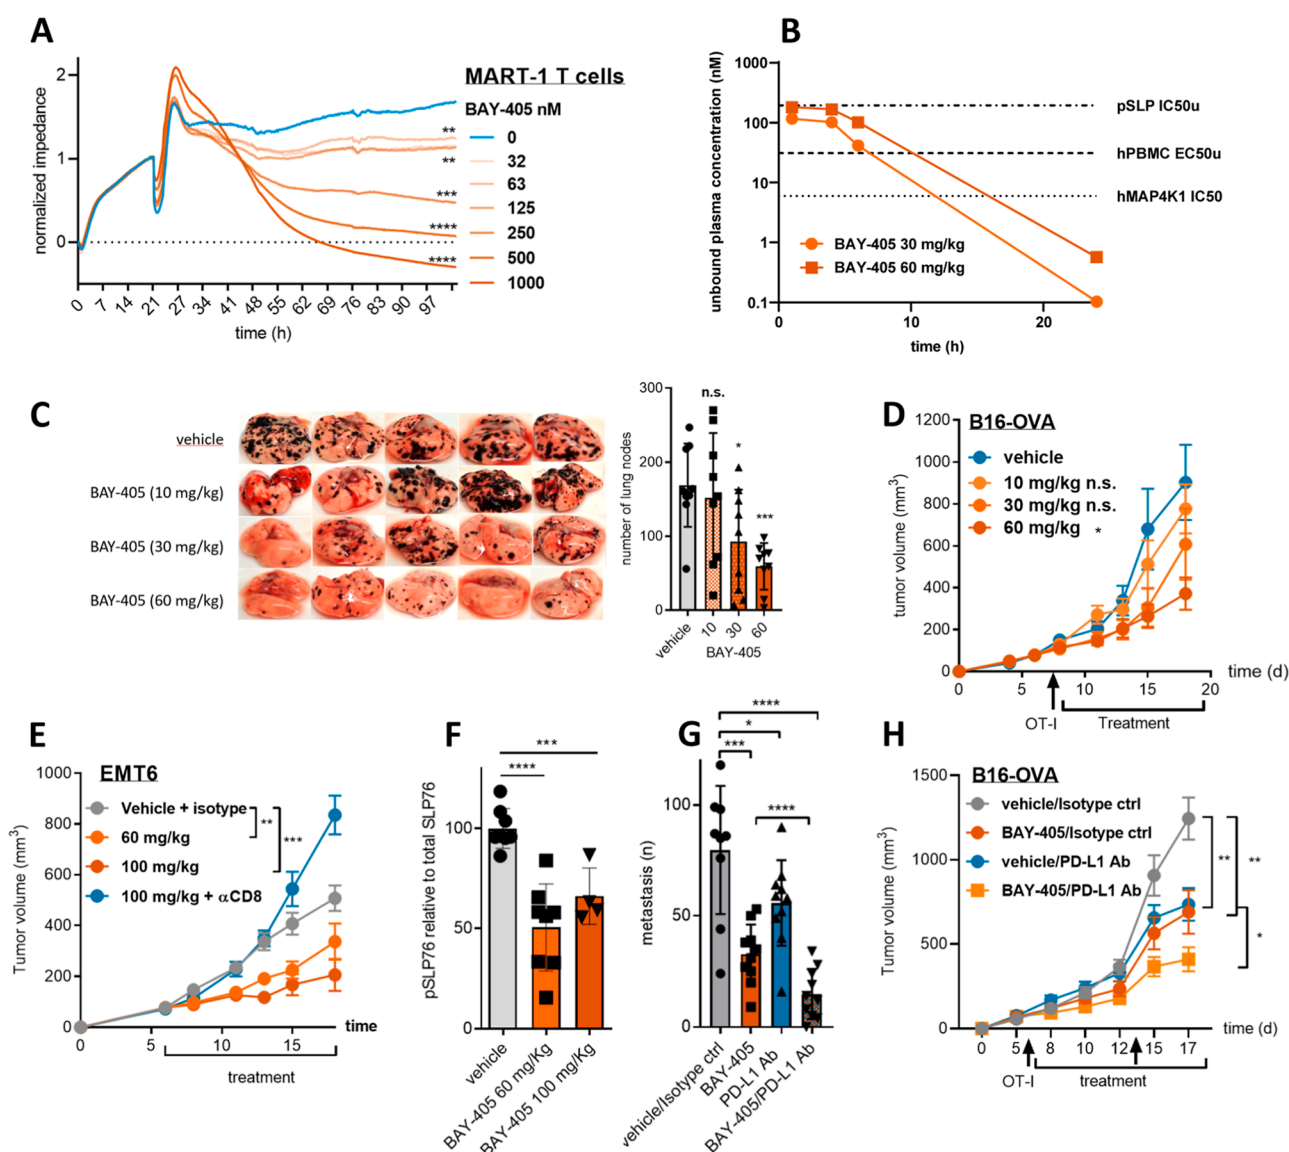 A
MART-1 T cells
BAY-405 nM
0
32
63
125
250
500
1000
normalized impedance
2
1
0
**
**
***
****
****
0 7 14 21 27 34 41 48 55 62 69 76 83 90 97
time (h)
B
unbound plasma concentration (nM)
1000
100
10
1
0.1
pSLP IC50u
hPBMC EC50u
hMAP4K1 IC50
BAY-405 30 mg/kg
BAY-405 60 mg/kg
0 10 20
time (h)
C
vehicle
BAY-405 (10 mg/kg)
BAY-405 (30 mg/kg)
BAY-405 (60 mg/kg)
number of lung nodes
300
200
100
0
n.s.
*
***
vehicle 10 30 60
BAY-405
D
B16-OVA
vehicle
10 mg/kg n.s.
30 mg/kg n.s.
60 mg/kg *
tumor volume (mm³)
1200
1000
800
600
400
200
0
0 5 10 15 20
time (d)
OT-I
Treatment
E
EMT6
Vehicle + isotype
60 mg/kg
100 mg/kg
100 mg/kg + αCD8
**
***
Tumor volume (mm³)
1000
800
600
400
200
0
0 5 10 15
time
treatment
F
pSLP76 relative to total SLP76
***
****
100
50
0
vehicle
BAY-405 60 mg/Kg
BAY-405 100 mg/Kg
G
metastasis (n)
****
*
***
****
100
50
0
vehicle/Isotype ctrl
BAY-405
PD-L1 Ab
BAY-405/PD-L1 Ab
H
B16-OVA
vehicle/Isotype ctrl
BAY-405/Isotype ctrl
vehicle/PD-L1 Ab
BAY-405/PD-L1 Ab
Tumor volume (mm³)
1500
1000
500
0
**
**
*
0 5 8 10 12 15 17
time (d)
OT-I
treatment